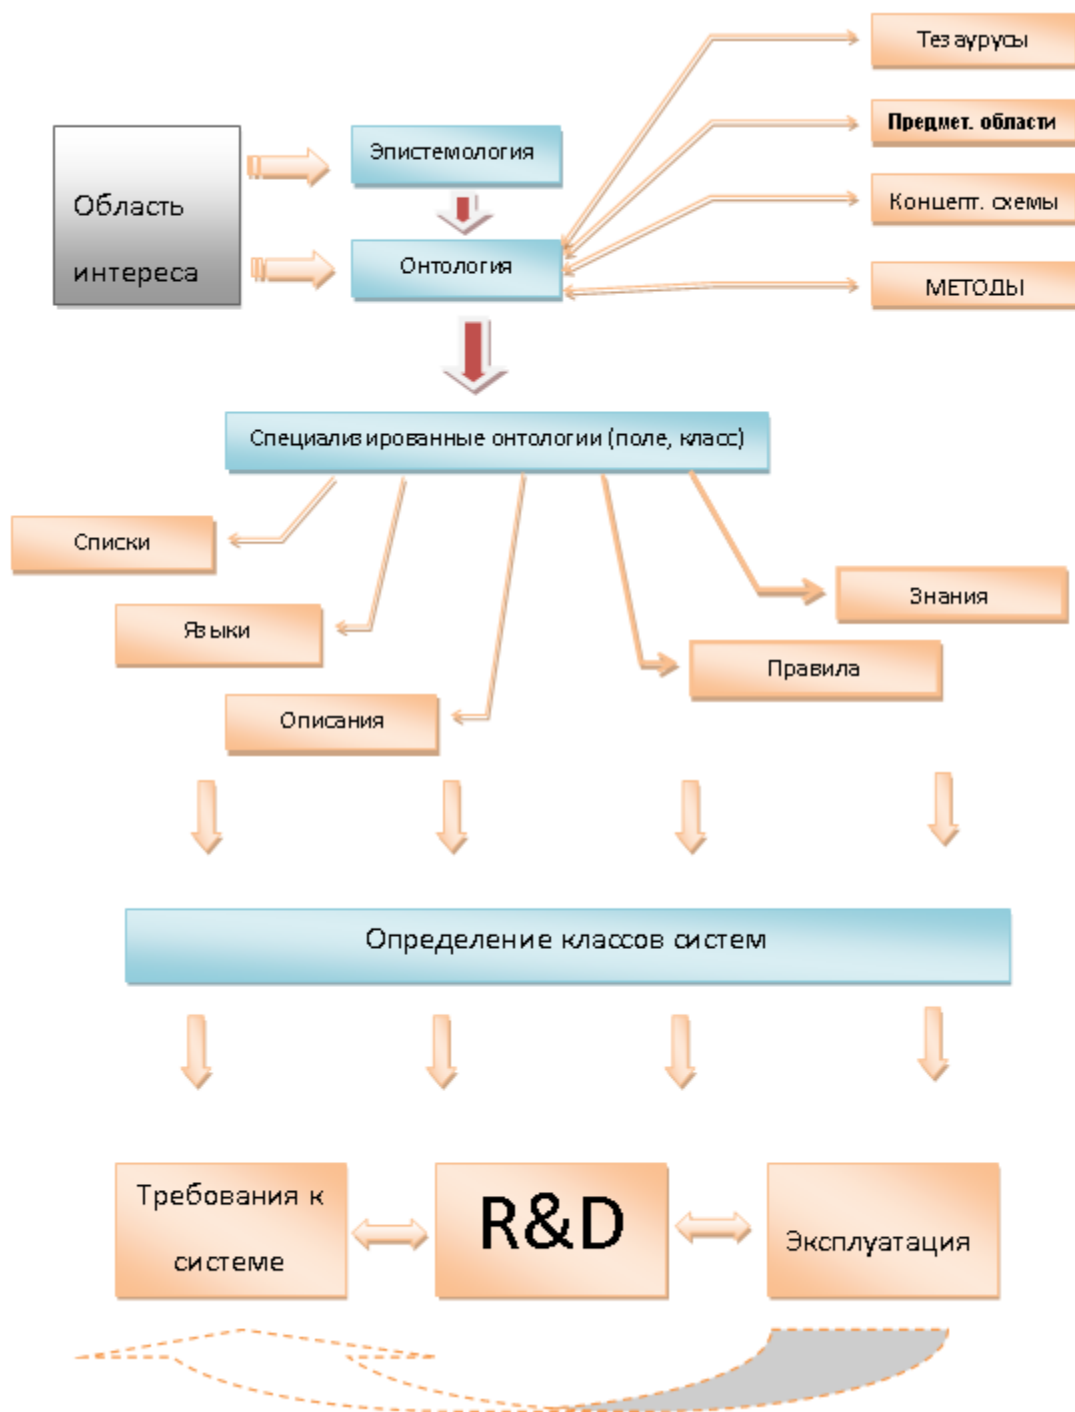 Тезаурусы
Предмет. области
Эпистемология
Концепт. схемы
Область
интереса
Онтология
МЕТОДЫ
Специализированные онтологии (поле, класс)
Списки
Знания
Языки
Правила
Описания
Определение классов систем
Требования к
системе
R&D
Эксплуатация